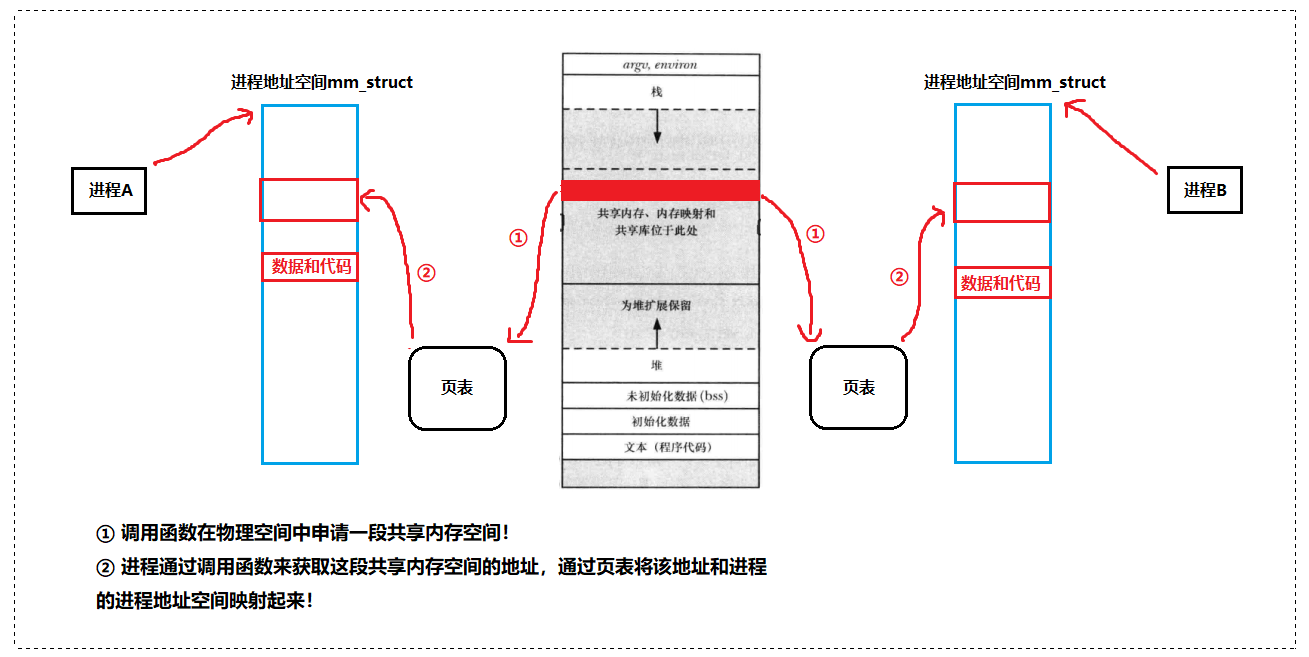 进程地址空间mm_struct
进程A
数据和代码
①
②
页表
argv, environ
栈
共享内存、内存映射和
共享库位于此处
为堆扩展保留
堆
未初始化数据(bss)
初始化数据
文本（程序代码）
进程地址空间mm_struct
进程B
①
②
数据和代码
页表
① 调用函数在物理空间中申请一段共享内存空间！
② 进程通过调用函数来获取这段共享内存空间的地址，通过页表将该地址和进程
的进程地址空间映射起来！